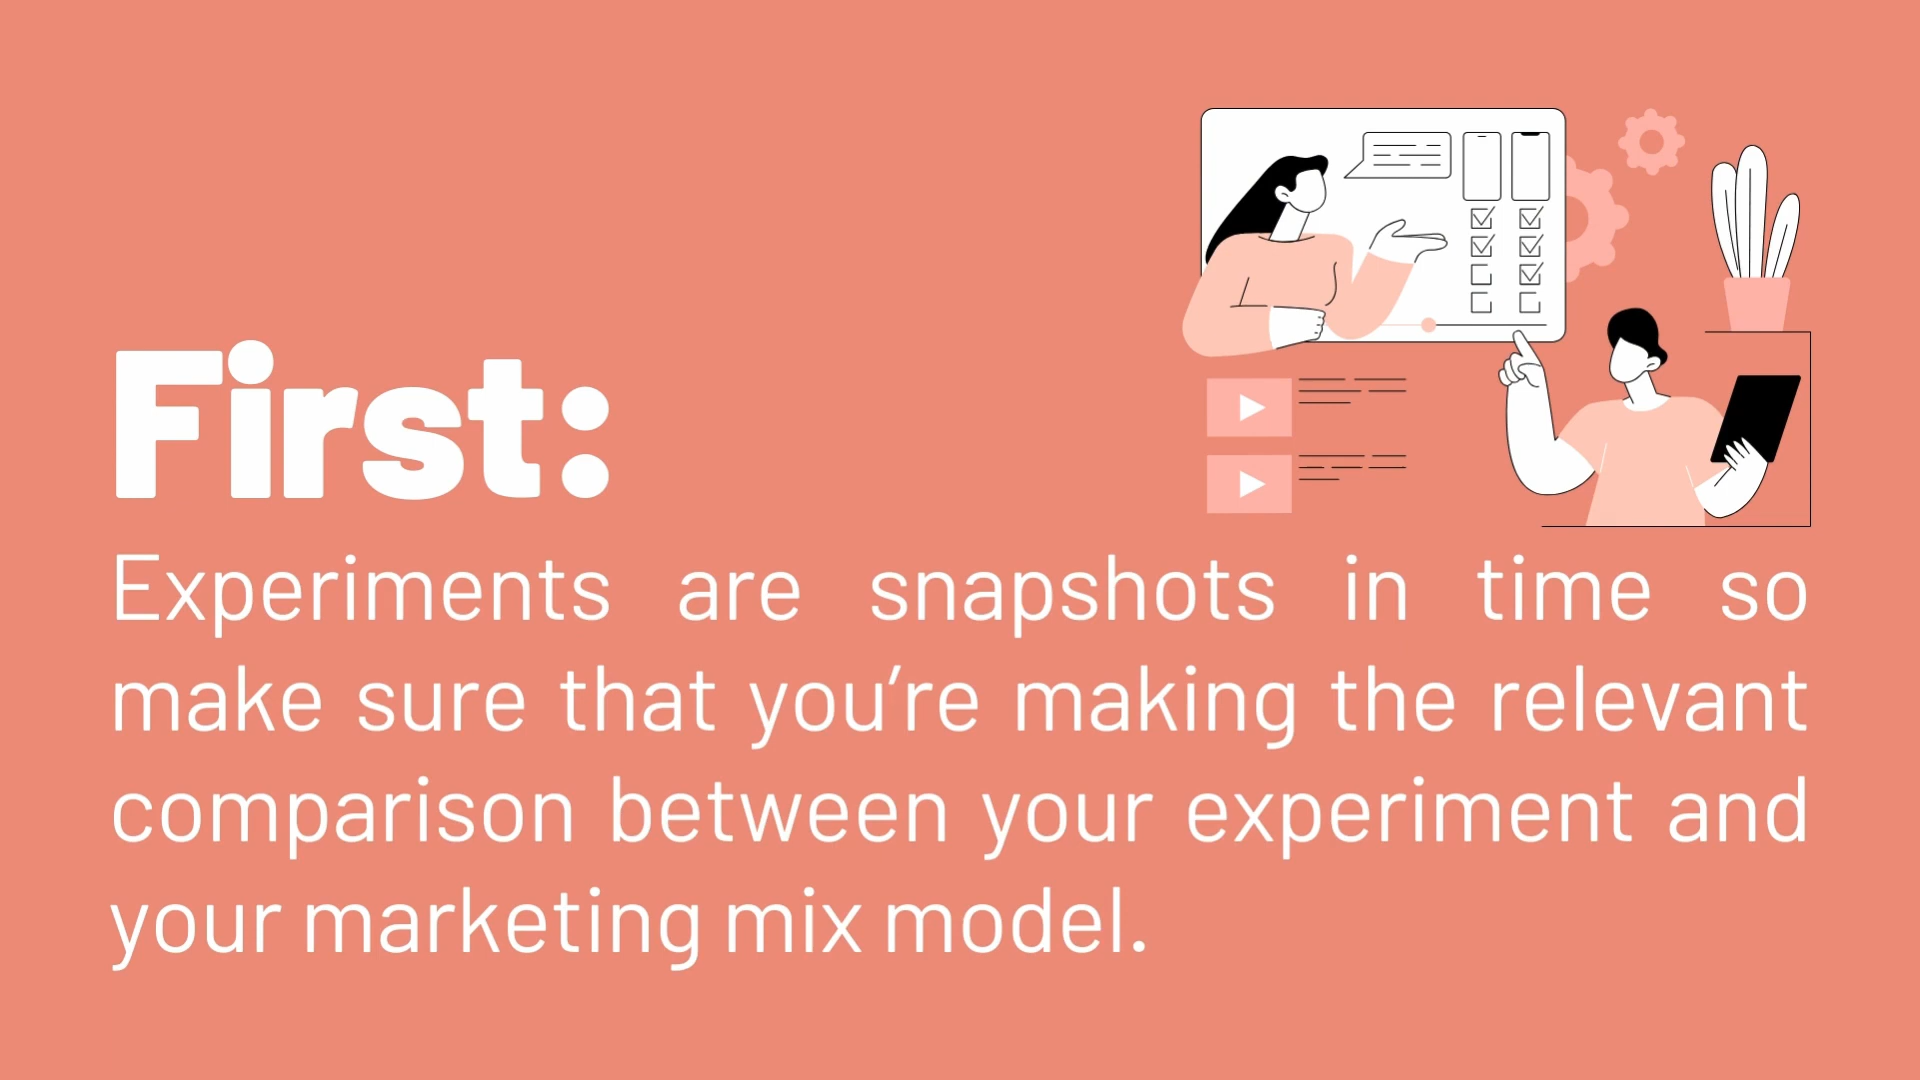 First:
Experiments are snapshots in time so
make sure that you’re making the relevant
comparison between your experiment and
your marketing mix model.